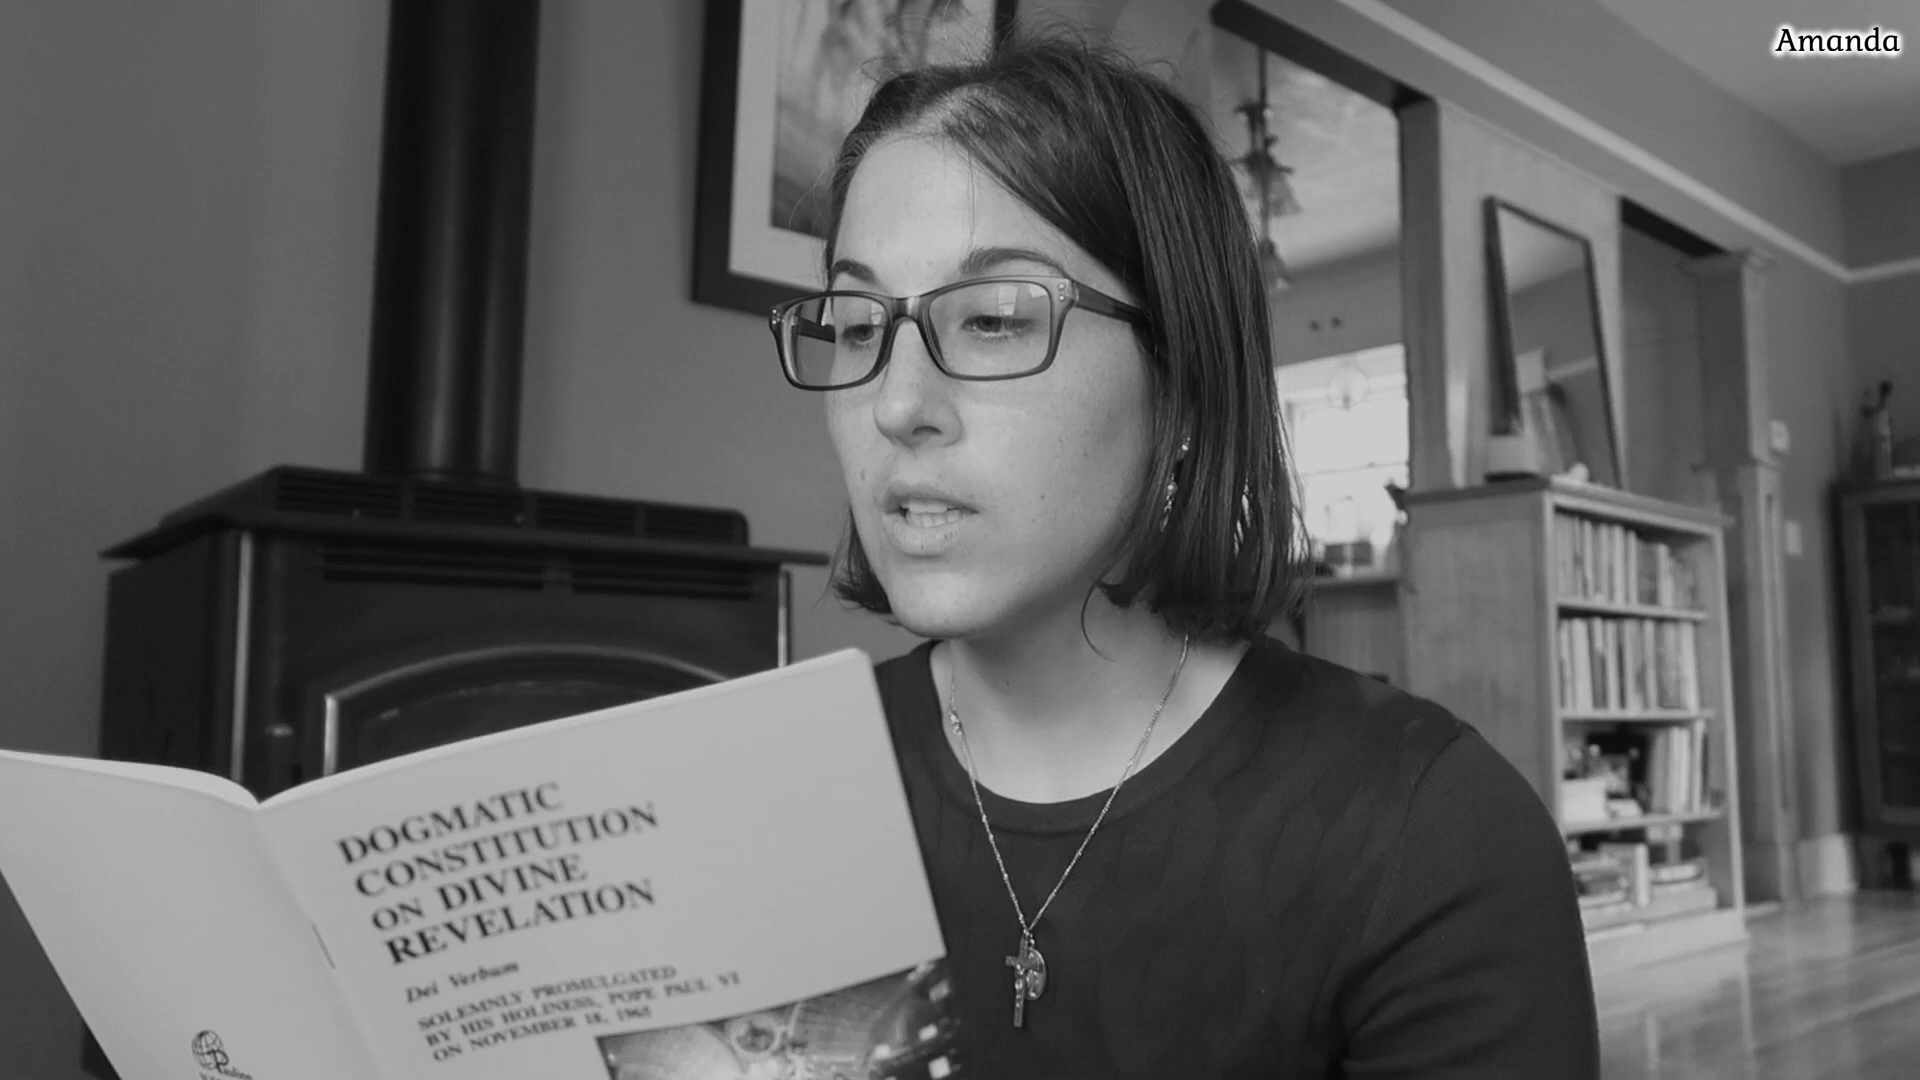 Amanda
DOGMATIC
CONSTITUTION
ON DIVINE
REVELATION
Dei Verbum
SOLEMNLY PROMULGATED
BY HIS HOLINESS, POPE PAUL VI
ON NOVEMBER 18, 1965
Pauline